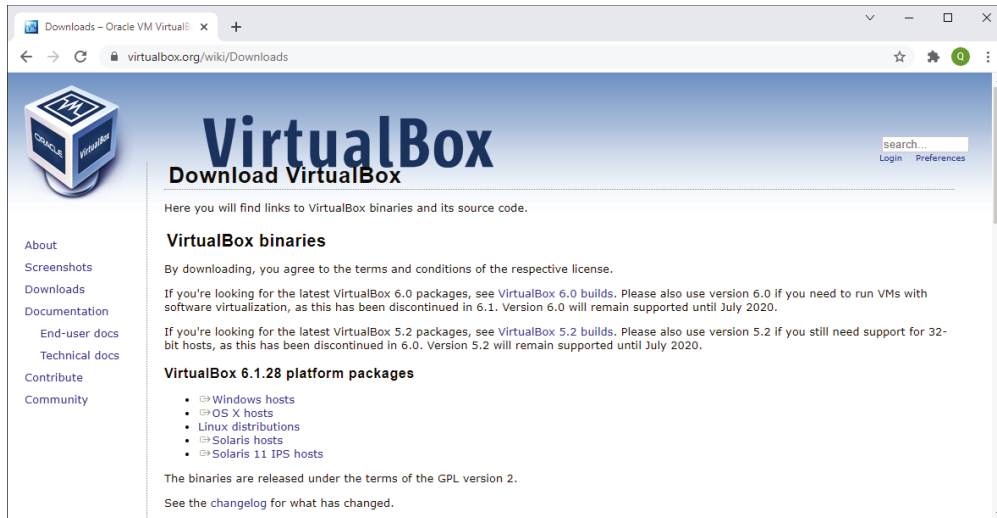 Downloads – Oracle VM VirtualB
virtualbox.org/wiki/Downloads
Q
ORACLE
VirtualBox
VirtualBox
search...
Login Preferences
Download VirtualBox
Here you will find links to VirtualBox binaries and its source code.
About
Screenshots
Downloads
Documentation
End-user docs
Technical docs
Contribute
Community
VirtualBox binaries
By downloading, you agree to the terms and conditions of the respective license.
If you're looking for the latest VirtualBox 6.0 packages, see VirtualBox 6.0 builds. Please also use version 6.0 if you need to run VMs with
software virtualization, as this has been discontinued in 6.1. Version 6.0 will remain supported until July 2020.
If you're looking for the latest VirtualBox 5.2 packages, see VirtualBox 5.2 builds. Please also use version 5.2 if you still need support for 32-
bit hosts, as this has been discontinued in 6.0. Version 5.2 will remain supported until July 2020.
VirtualBox 6.1.28 platform packages
Windows hosts
OS X hosts
Linux distributions
Solaris hosts
Solaris 11 IPS hosts
The binaries are released under the terms of the GPL version 2.
See the changelog for what has changed.